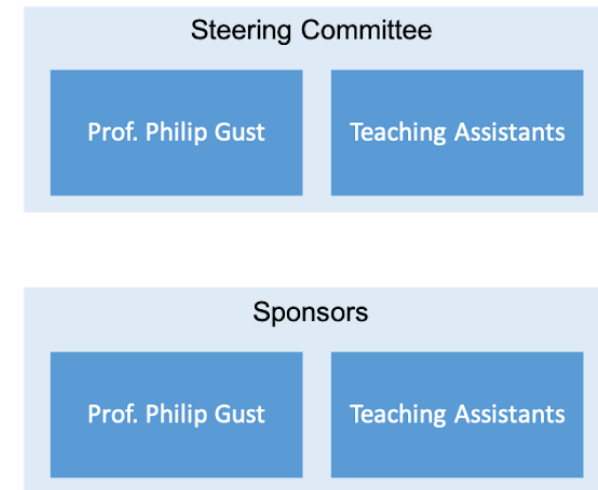 Steering Committee
Prof. Philip Gust
Teaching Assistants
Sponsors
Prof. Philip Gust
Teaching Assistants